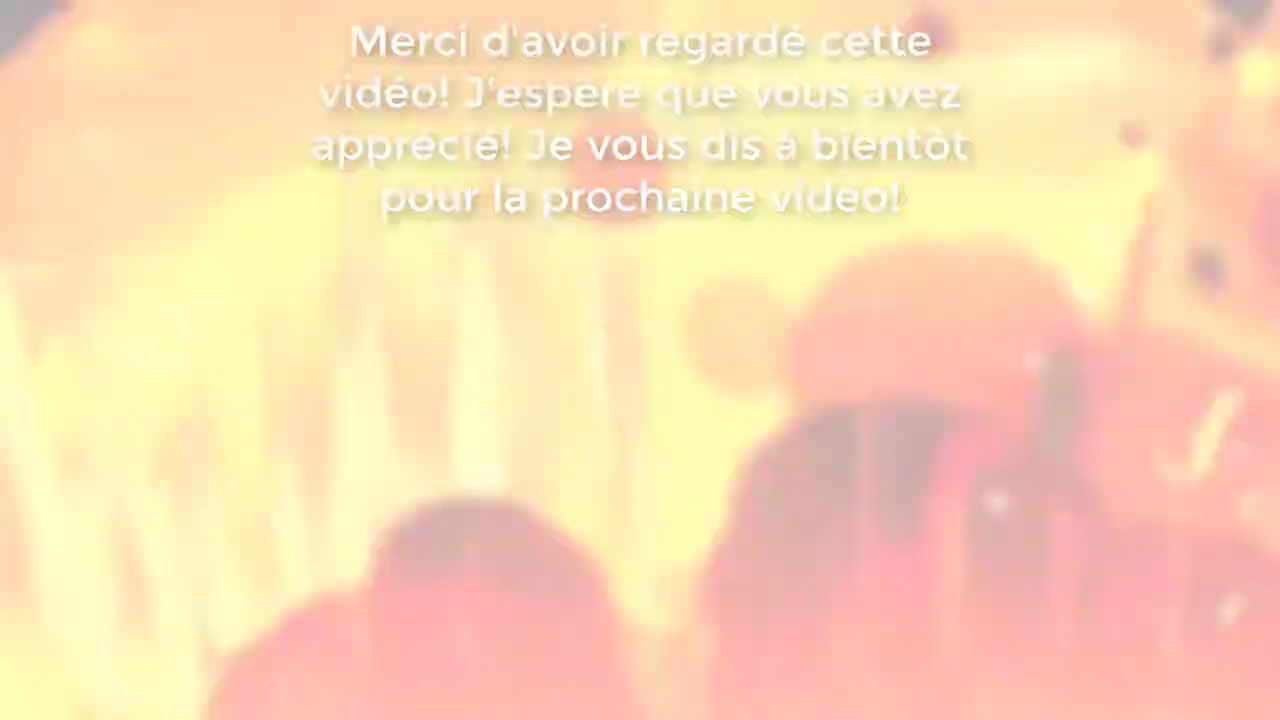 Merci d'avoir regardé cette
vidéo! J'espère que vous avez
apprécié! Je vous dis à bientôt
pour la prochaine vidéo!